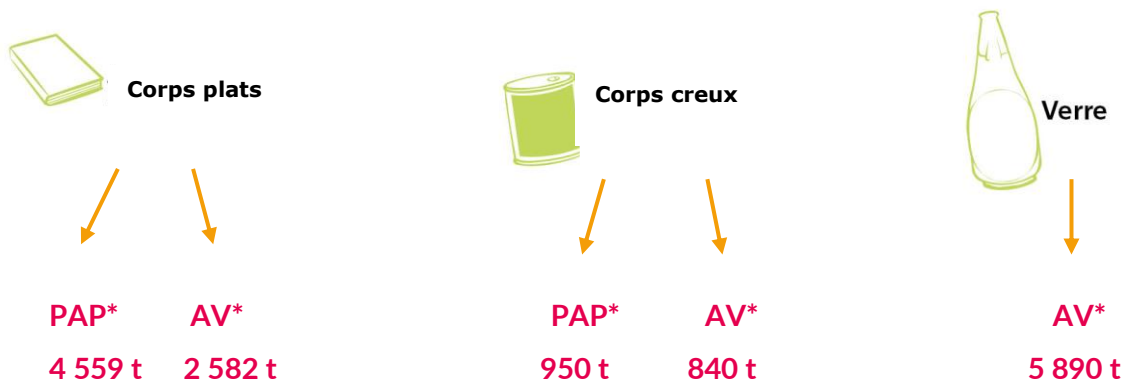 Corps plats
Corps creux
Verre
PAP* AV*
4 559 t 2 582 t
PAP* AV*
950 t 840 t
AV*
5 890 t